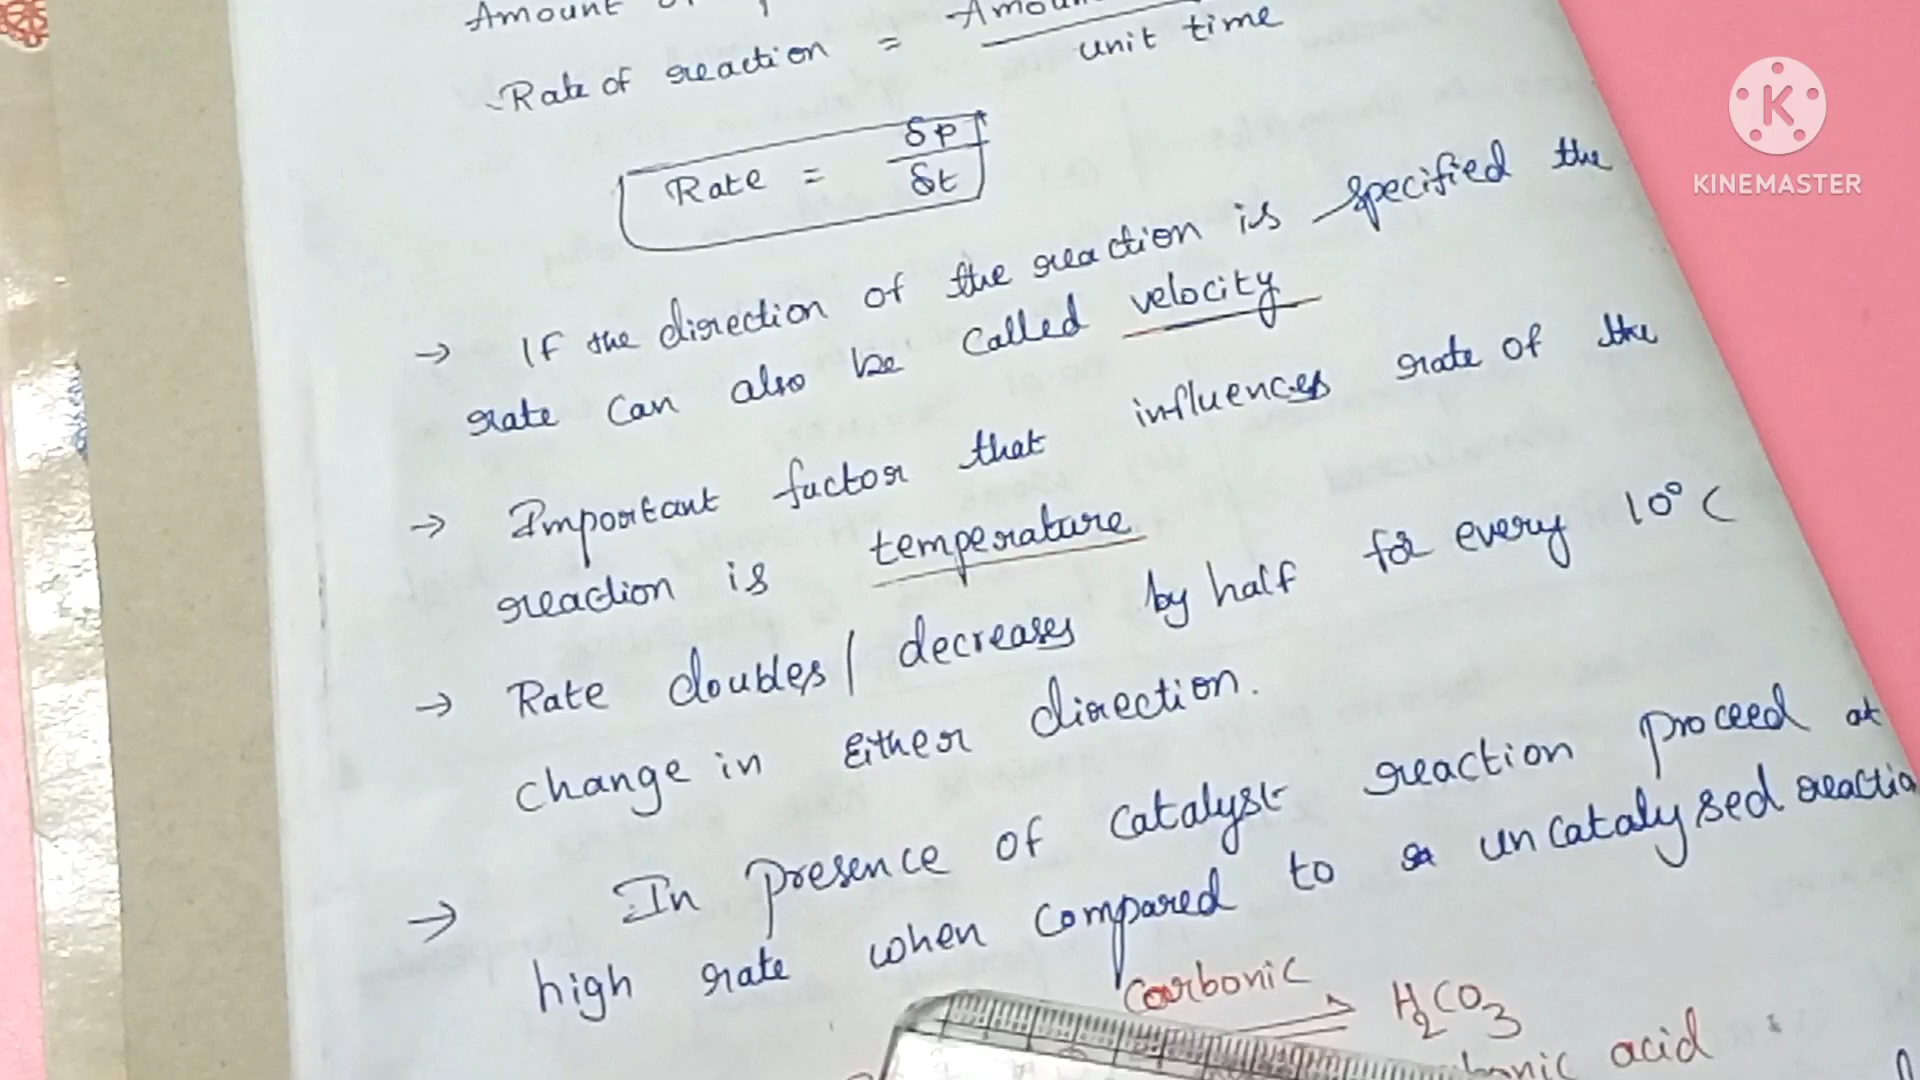 Amount
Rate of reaction = Amou
unit time
Rate = δp
δt
K
KINEMASTER
→ If the direction of the reaction is specified the
rate can also be called velocity
→ Important factor that influences rate of the
reaction is temperature
→ Rate doubles / decreases by half for every 10°C
change in either direction.
→ In presence of catalyst reaction proceed at
high rate when compared to a uncatalysed reactio
carbonic
⇌ H2CO3
bonic acid